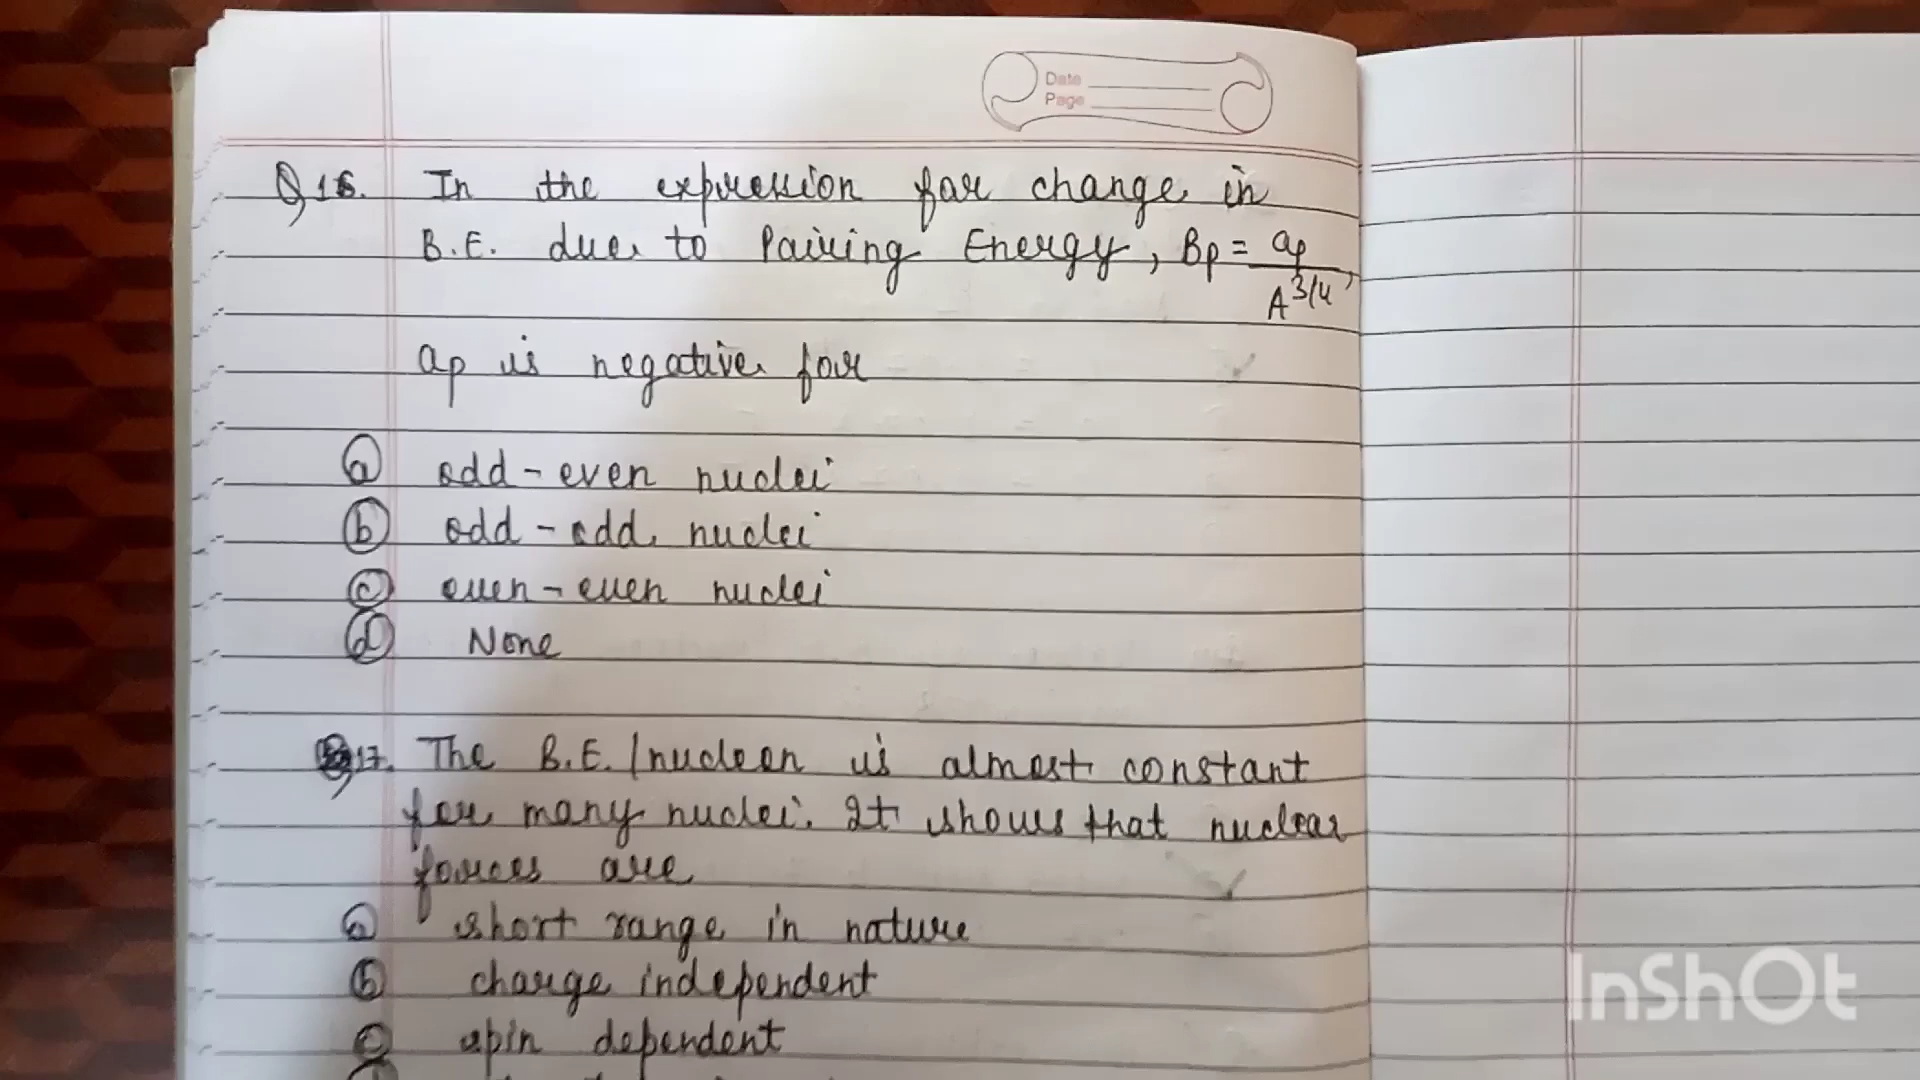 Date
Page
Q16. In the expression for change in
B.E. due to Pairing Energy, Bp = ap / A^3/4,
ap is negative for
(a) odd-even nuclei
(b) odd-odd nuclei
(c) even-even nuclei
(d) None
Q17. The B.E./nucleon is almost constant
for many nuclei. It shows that nuclear
forces are
(a) short range in nature
(b) charge independent
(c) spin dependent
InShOt